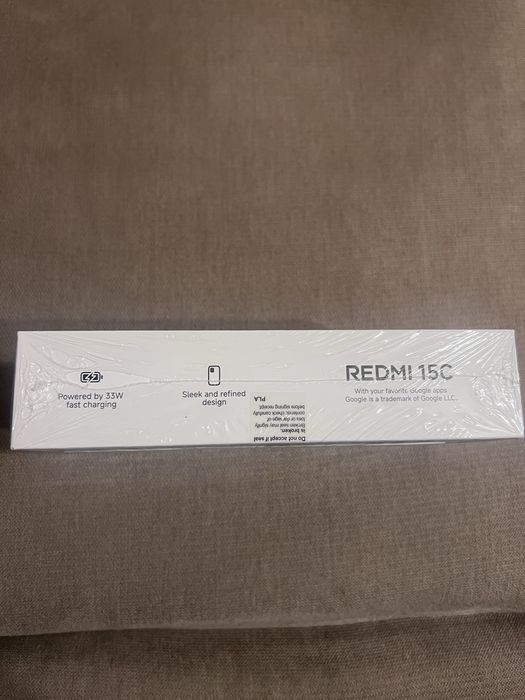 Powered by 33W
fast charging
Sleek and refined
design
REDMI 15C
With your favorite Google apps
Google is a trademark of Google LLC.
Do not accept if seal
is broken.
Broken seal may signify
loss or damage of
contents; check carefully
before signing receipt.
PLA